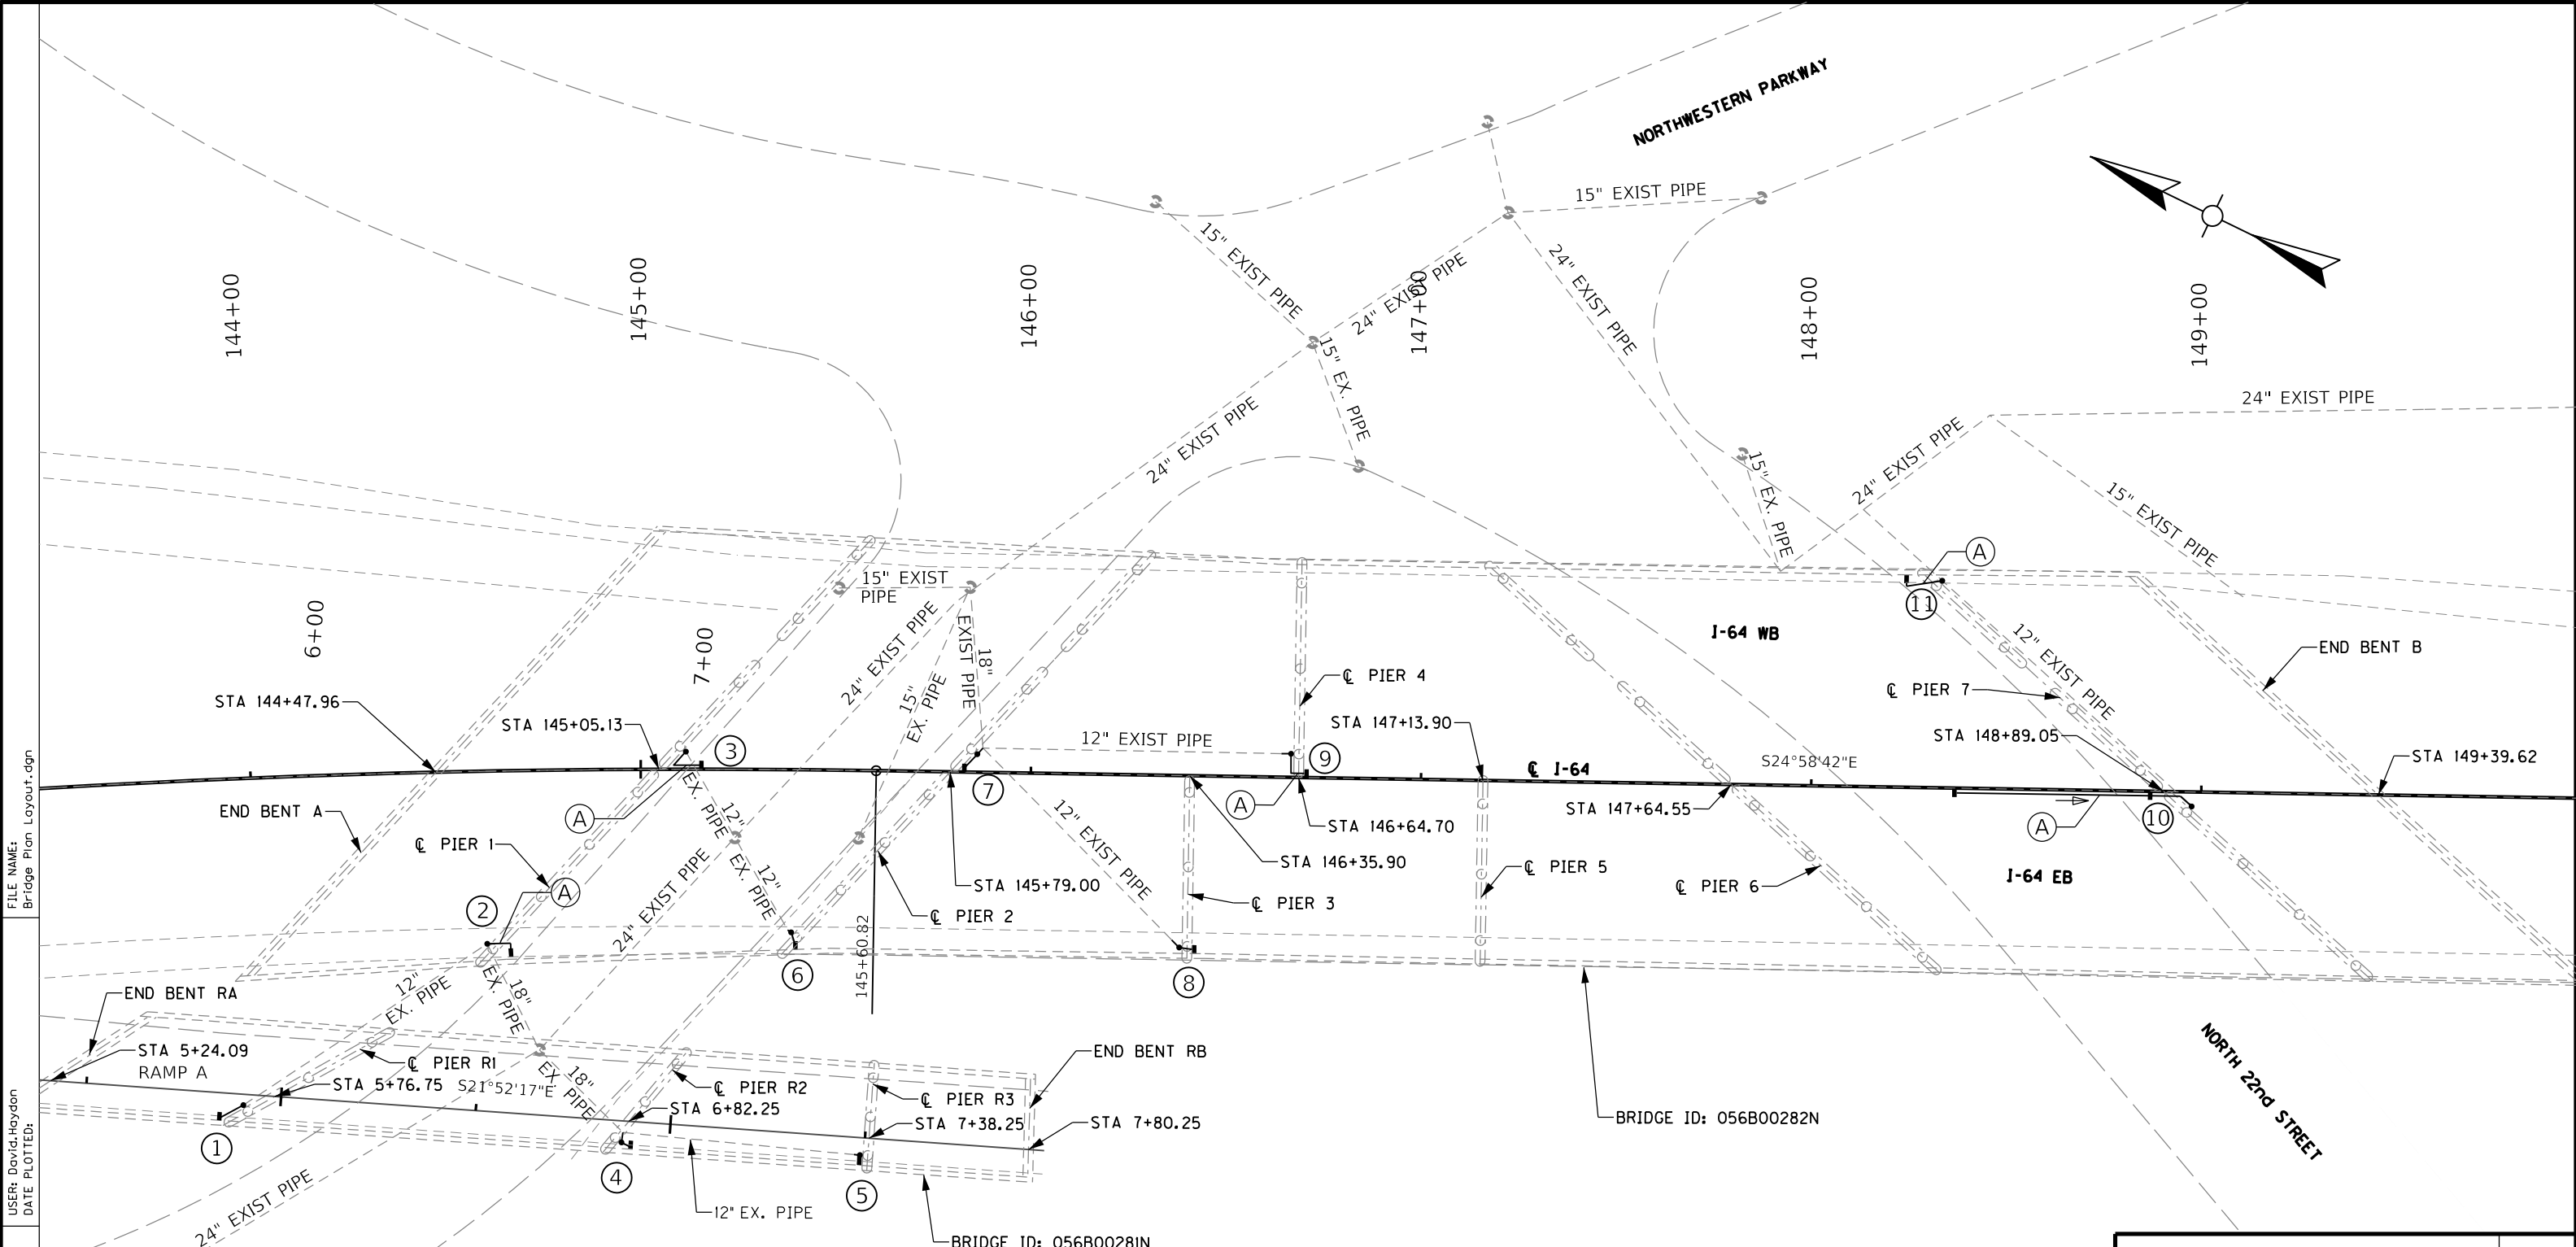 NORTHWESTERN PARKWAY
15" EXIST PIPE
15" EXIST PIPE
24" EXIST PIPE
24" EXIST PIPE
144+00
145+00
146+00
147+00
148+00
149+00
15" EX. PIPE
24" EXIST PIPE
24" EXIST PIPE
24" EXIST PIPE
15" EX. PIPE
15" EXIST PIPE
A
15" EXIST
PIPE
11
6+00
7+00
24" EXIST PIPE
18"
EXIST PIPE
15"
EX. PIPE
I-64 WB
12" EXIST PIPE
END BENT B
℄ PIER 4
℄ PIER 7
STA 144+47.96
STA 145+05.13
STA 147+13.90
STA 148+89.05
STA 149+39.62
3
12" EXIST PIPE
9
℄ I-64
S24°58'42"E
7
END BENT A
A
12"
EX. PIPE
A
STA 147+64.55
A
10
℄ PIER 1
STA 146+64.70
12" EXIST PIPE
STA 146+35.90
℄ PIER 5
℄ PIER 6
I-64 EB
A
2
12"
EX. PIPE
24" EXIST PIPE
STA 145+79.00
℄ PIER 2
℄ PIER 3
145+60.82
6
8
12"
EX. PIPE
18"
EX. PIPE
END BENT RA
STA 5+24.09
RAMP A
℄ PIER R1
STA 5+76.75
S21°52'17"E
18"
EX PIPE
℄ PIER R2
STA 6+82.25
℄ PIER R3
STA 7+38.25
END BENT RB
STA 7+80.25
BRIDGE ID: 056B00282N
NORTH 22nd STREET
1
4
5
24" EXIST PIPE
12" EX. PIPE
BRIDGE ID: 056B00281N
FILE NAME:
Bridge Plan Layout.dgn
USER: David.Haydon
DATE PLOTTED: